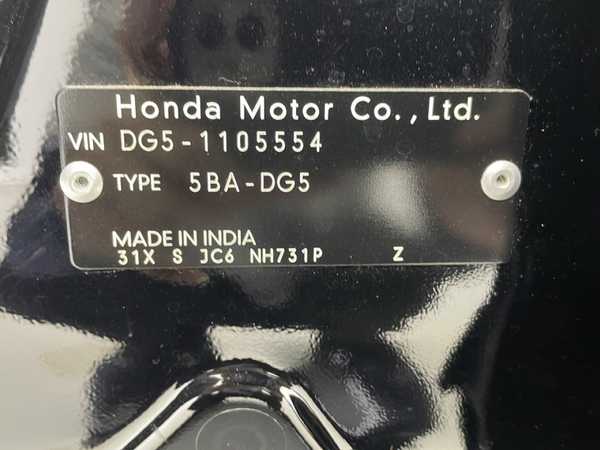 Honda Motor Co., Ltd.
VIN DG5-1105554
TYPE 5BA-DG5
MADE IN INDIA
31X S JC6 NH731P Z